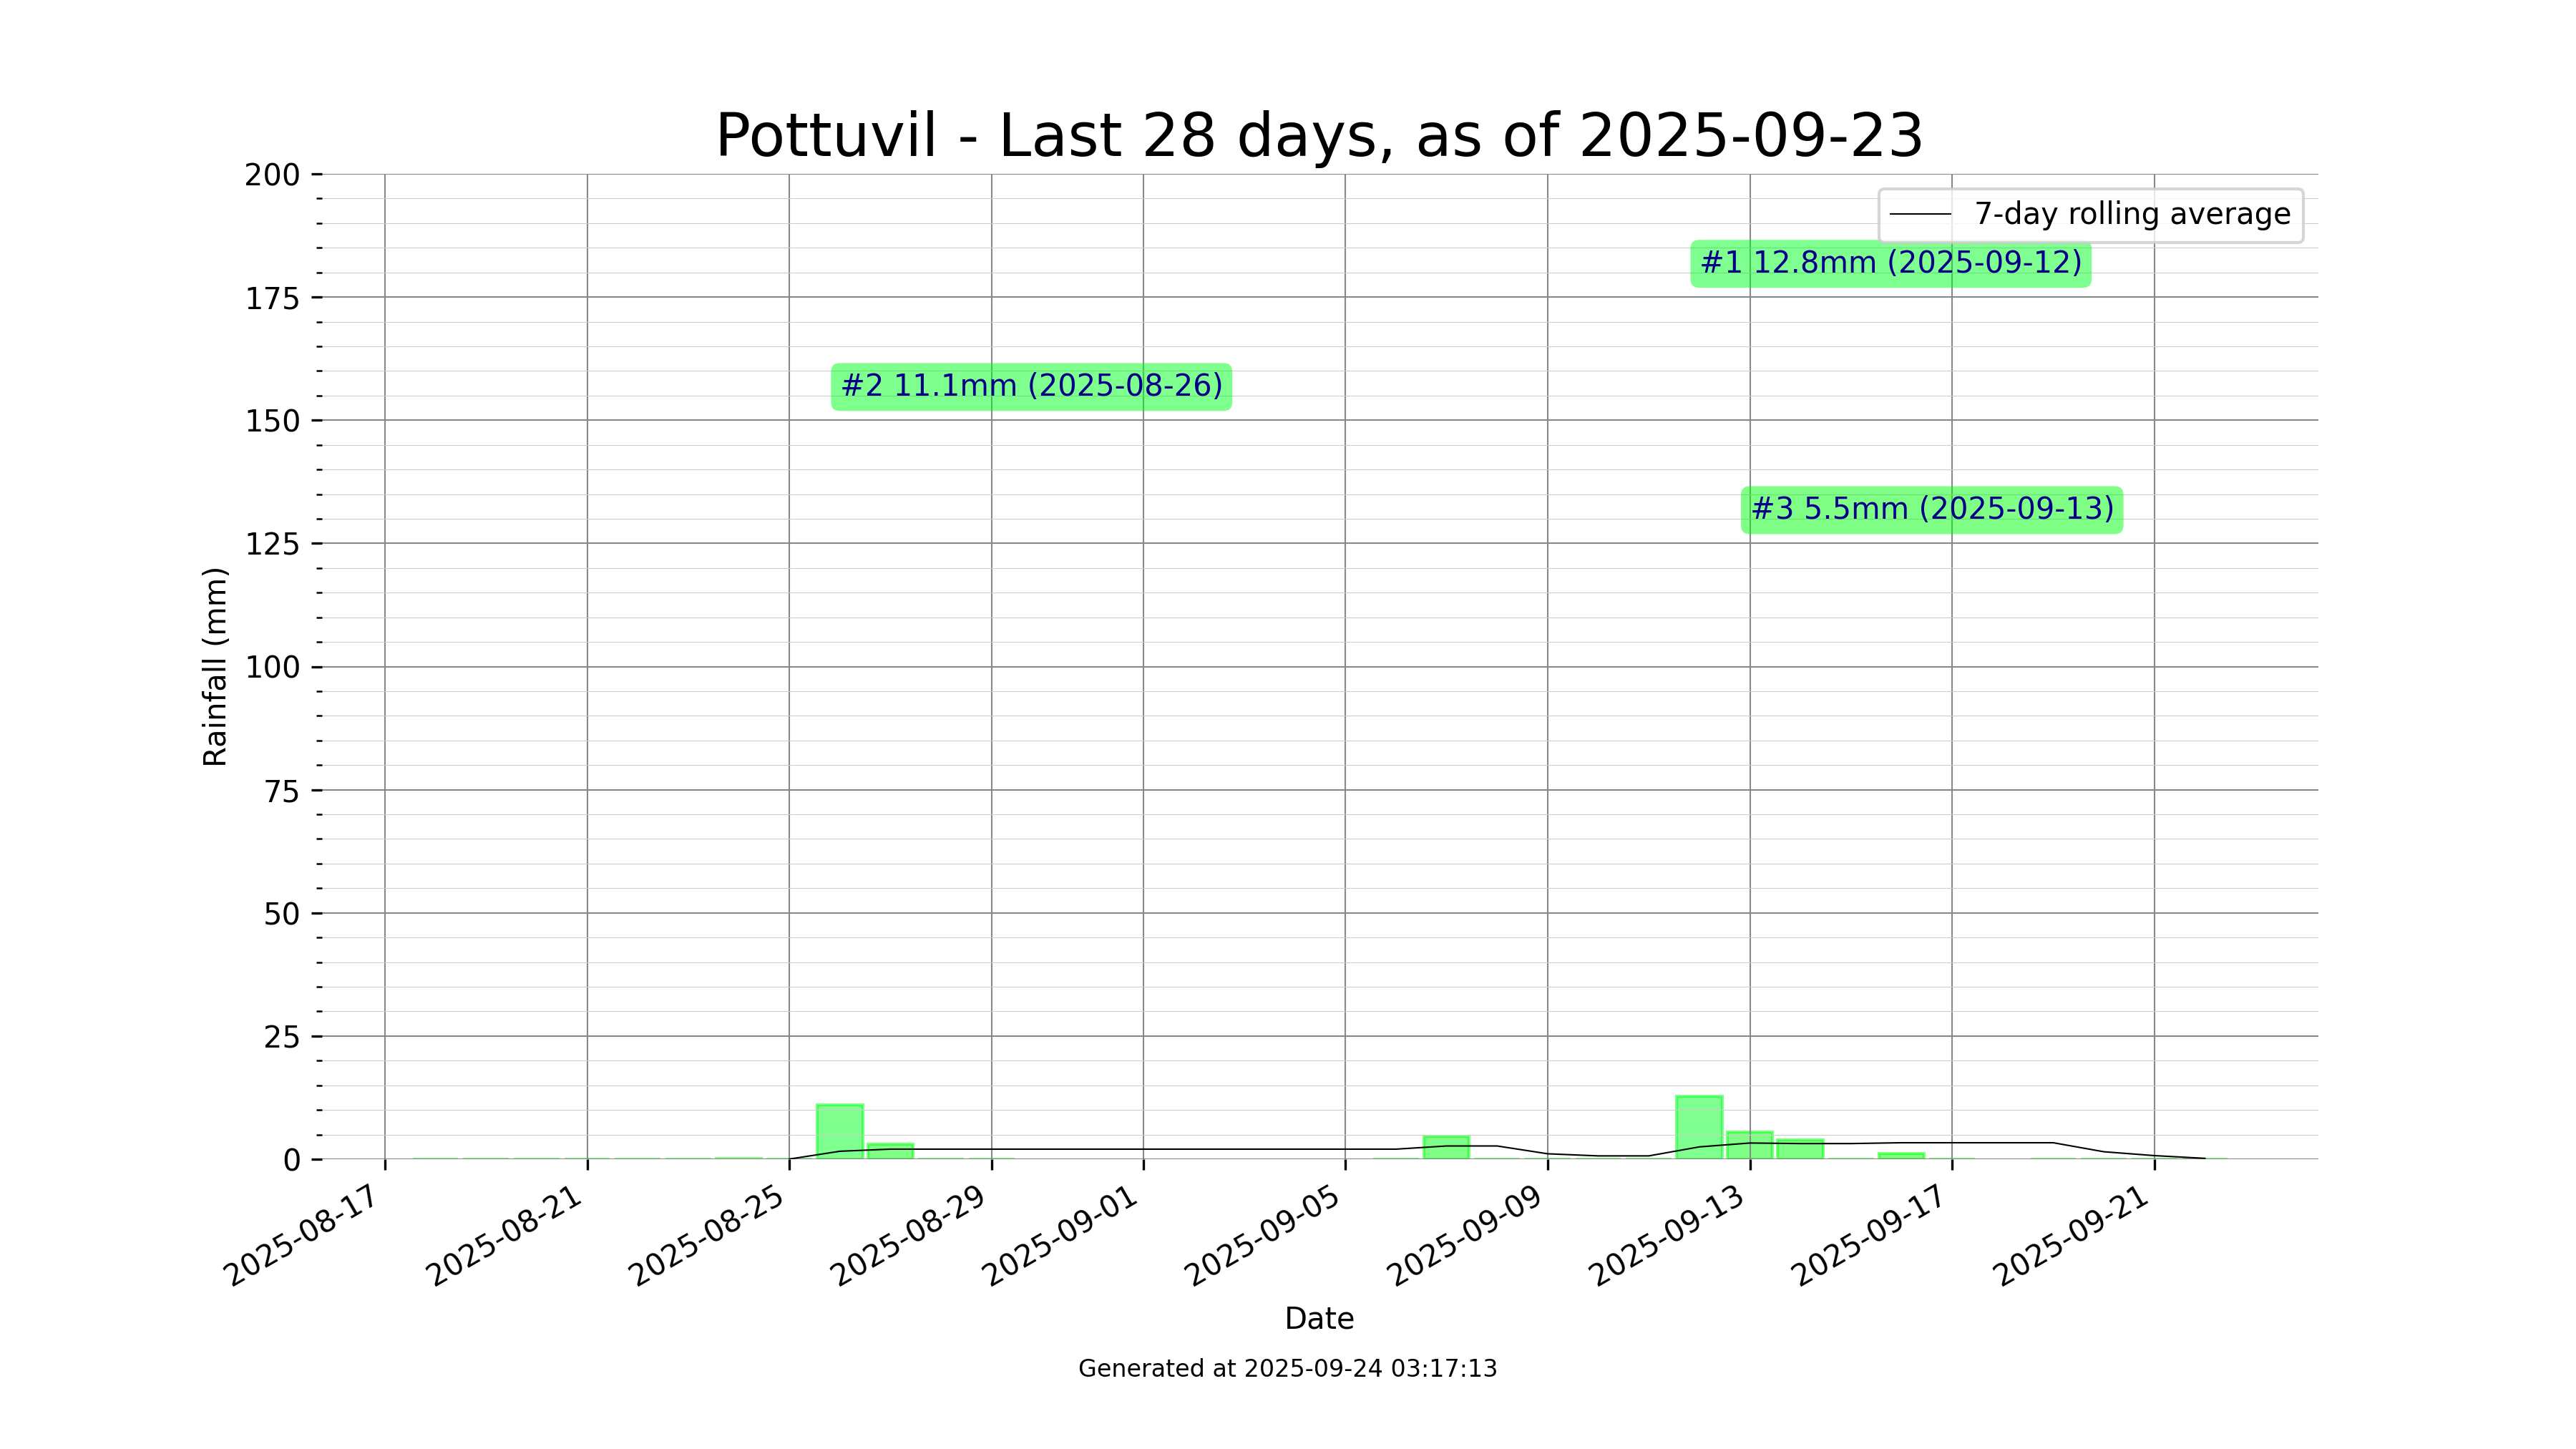 Pottuvil - Last 28 days, as of 2025-09-23
200
175
150
125
100
75
50
25
0
Rainfall (mm)
7-day rolling average
#1 12.8mm (2025-09-12)
#2 11.1mm (2025-08-26)
#3 5.5mm (2025-09-13)
2025-08-17
2025-08-21
2025-08-25
2025-08-29
2025-09-01
2025-09-05
2025-09-09
2025-09-13
2025-09-17
2025-09-21
Date
Generated at 2025-09-24 03:17:13